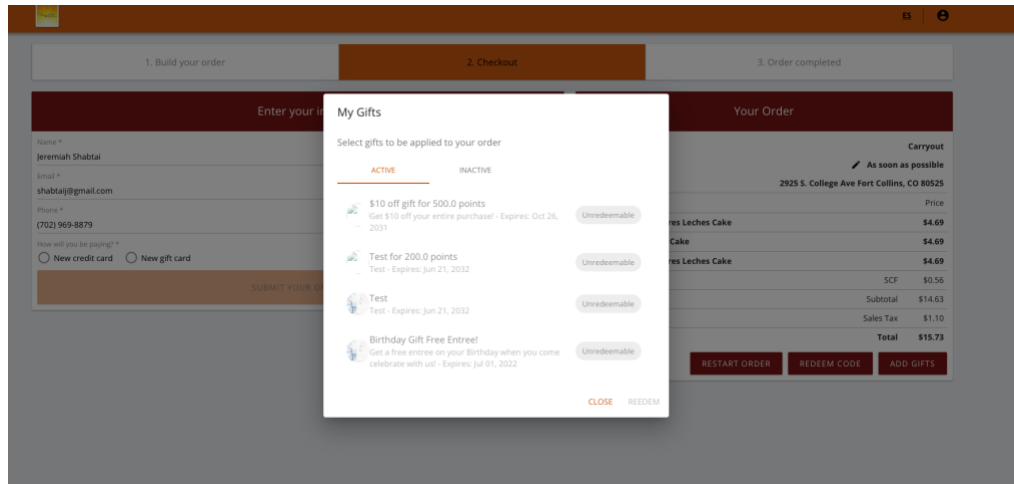 ES
1. Build your order
2. Checkout
3. Order completed
Enter your in
Name *
Jeremiah Shabtai
Email *
shabtaij@gmail.com
Phone *
(702) 969-8879
How will you be paying? *
New credit card
New gift card
SUBMIT YOUR
My Gifts
Select gifts to be applied to your order
ACTIVE
INACTIVE
$10 off gift for 500.0 points
Get $10 off your entire purchase! - Expires: Oct 26,
2031
Unredeemable
Test for 200.0 points
Test - Expires: Jun 21, 2032
Unredeemable
Test
Test - Expires: Jun 21, 2032
Unredeemable
Birthday Gift Free Entree!
Get a free entree on your Birthday when you come
celebrate with us! - Expires: Jul 01, 2022
Unredeemable
CLOSE
REEDEM
Your Order
Carryout
As soon as possible
2925 S. College Ave Fort Collins, CO 80525
Price
res Leches Cake $4.69
Cake $4.69
res Leches Cake $4.69
SCF $0.56
Subtotal $14.63
Sales Tax $1.10
Total $15.73
RESTART ORDER
REDEEM CODE
ADD GIFTS